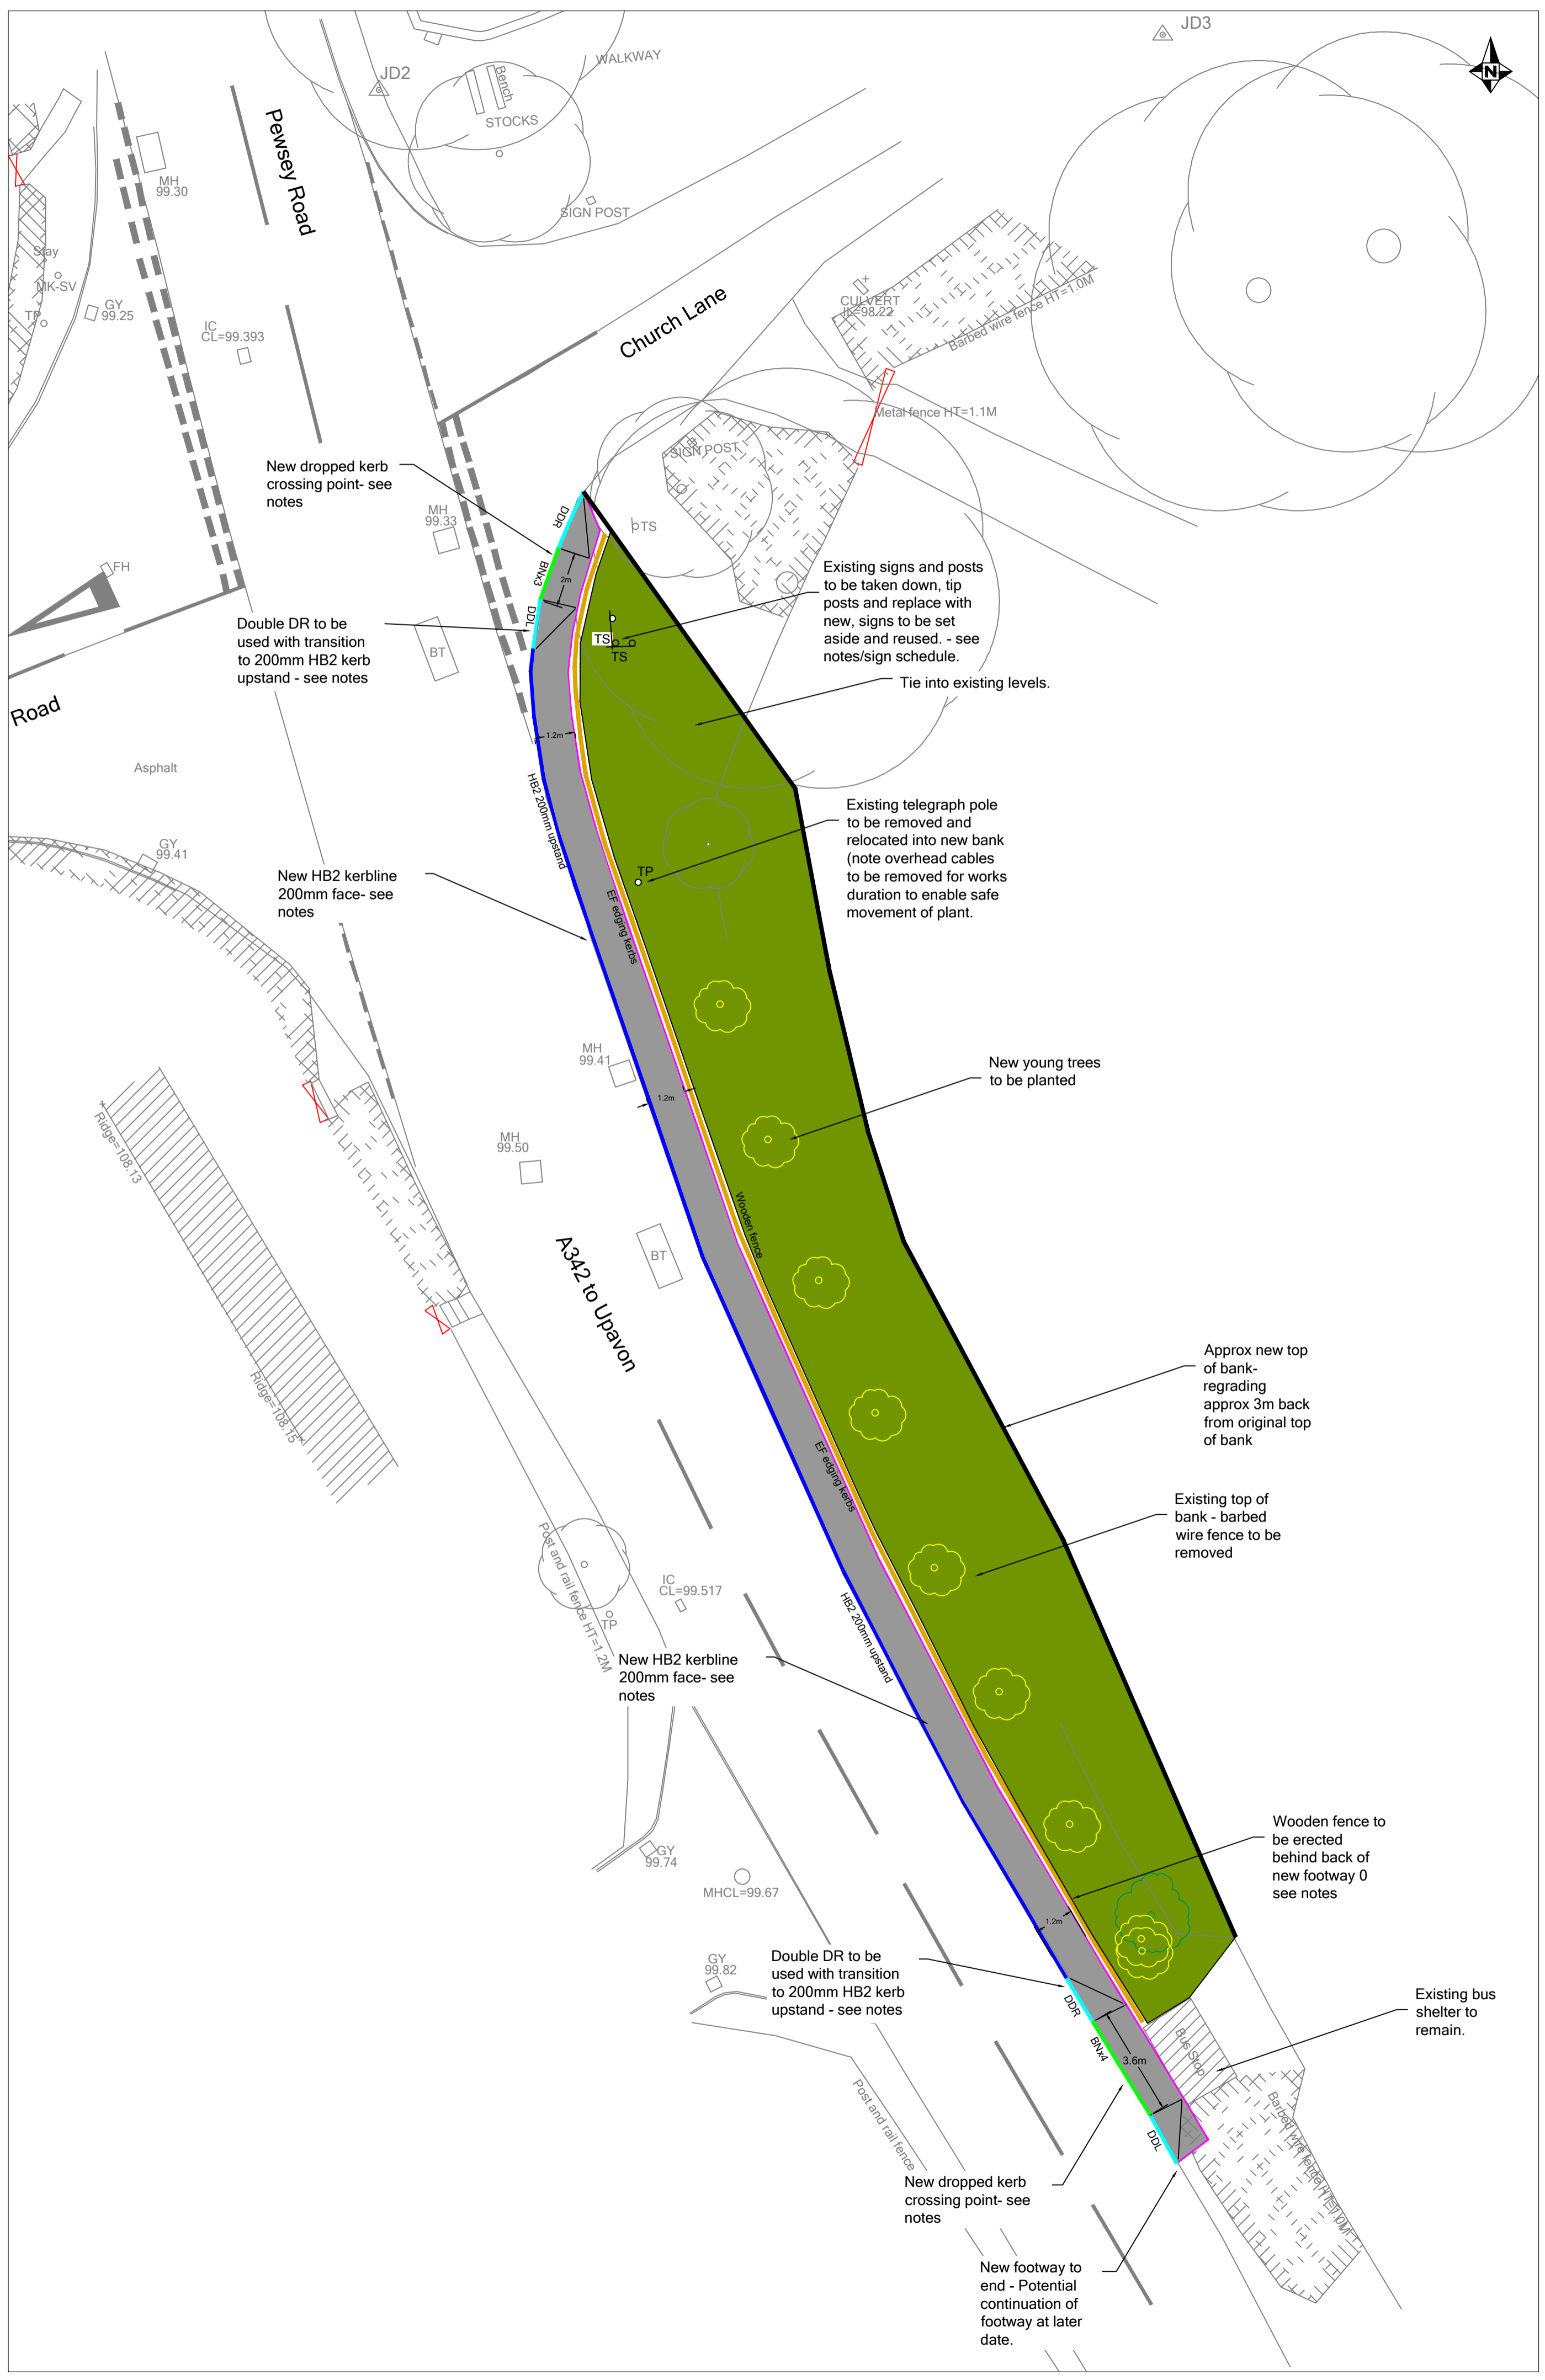 JD3
JD2
N
WALKWAY
Bench
STOCKS
Pewsey Road
MH
99.30
SIGN POST
Stay
MK-SV
TP
GY
99.25
IC
CL=99.393
Church Lane
CULVERT
IL=98.22
Barbed wire fence HT=1.0M
Metal fence HT=1.1M
SIGN POST
New dropped kerb
crossing point- see
notes
MH
99.33
DDR
TS
BNx3
2m
DDL
FH
Existing signs and posts
to be taken down, tip
posts and replace with
new, signs to be set
aside and reused. - see
notes/sign schedule.
Double DR to be
used with transition
to 200mm HB2 kerb
upstand - see notes
BT
TS
TS
Tie into existing levels.
Road
1.2m
Asphalt
HB2 200mm upstand
Existing telegraph pole
to be removed and
relocated into new bank
(note overhead cables
to be removed for works
duration to enable safe
movement of plant.
GY
99.41
New HB2 kerbline
200mm face- see
notes
TP
EF edging kerbs
MH
99.41
New young trees
to be planted
1.2m
Ridge=108.13
MH
99.50
Wooden fence
A342 to Upavon
BT
Approx new top
of bank-
regrading
approx 3m back
from original top
of bank
Ridge=108.15
EF edging kerbs
Existing top of
bank - barbed
wire fence to be
removed
Post and rail fence HT=1.2M
IC
CL=99.517
TP
HB2 200mm upstand
New HB2 kerbline
200mm face- see
notes
Wooden fence to
be erected
behind back of
new footway 0
see notes
GY
99.74
MHCL=99.67
1.2m
GY
99.82
Double DR to be
used with transition
to 200mm HB2 kerb
upstand - see notes
DDR
Existing bus
shelter to
remain.
BNx4
Bus Stop
3.6m
Post and rail fence
DDL
Barbed wire fence HT=1.0M
New dropped kerb
crossing point- see
notes
New footway to
end - Potential
continuation of
footway at later
date.